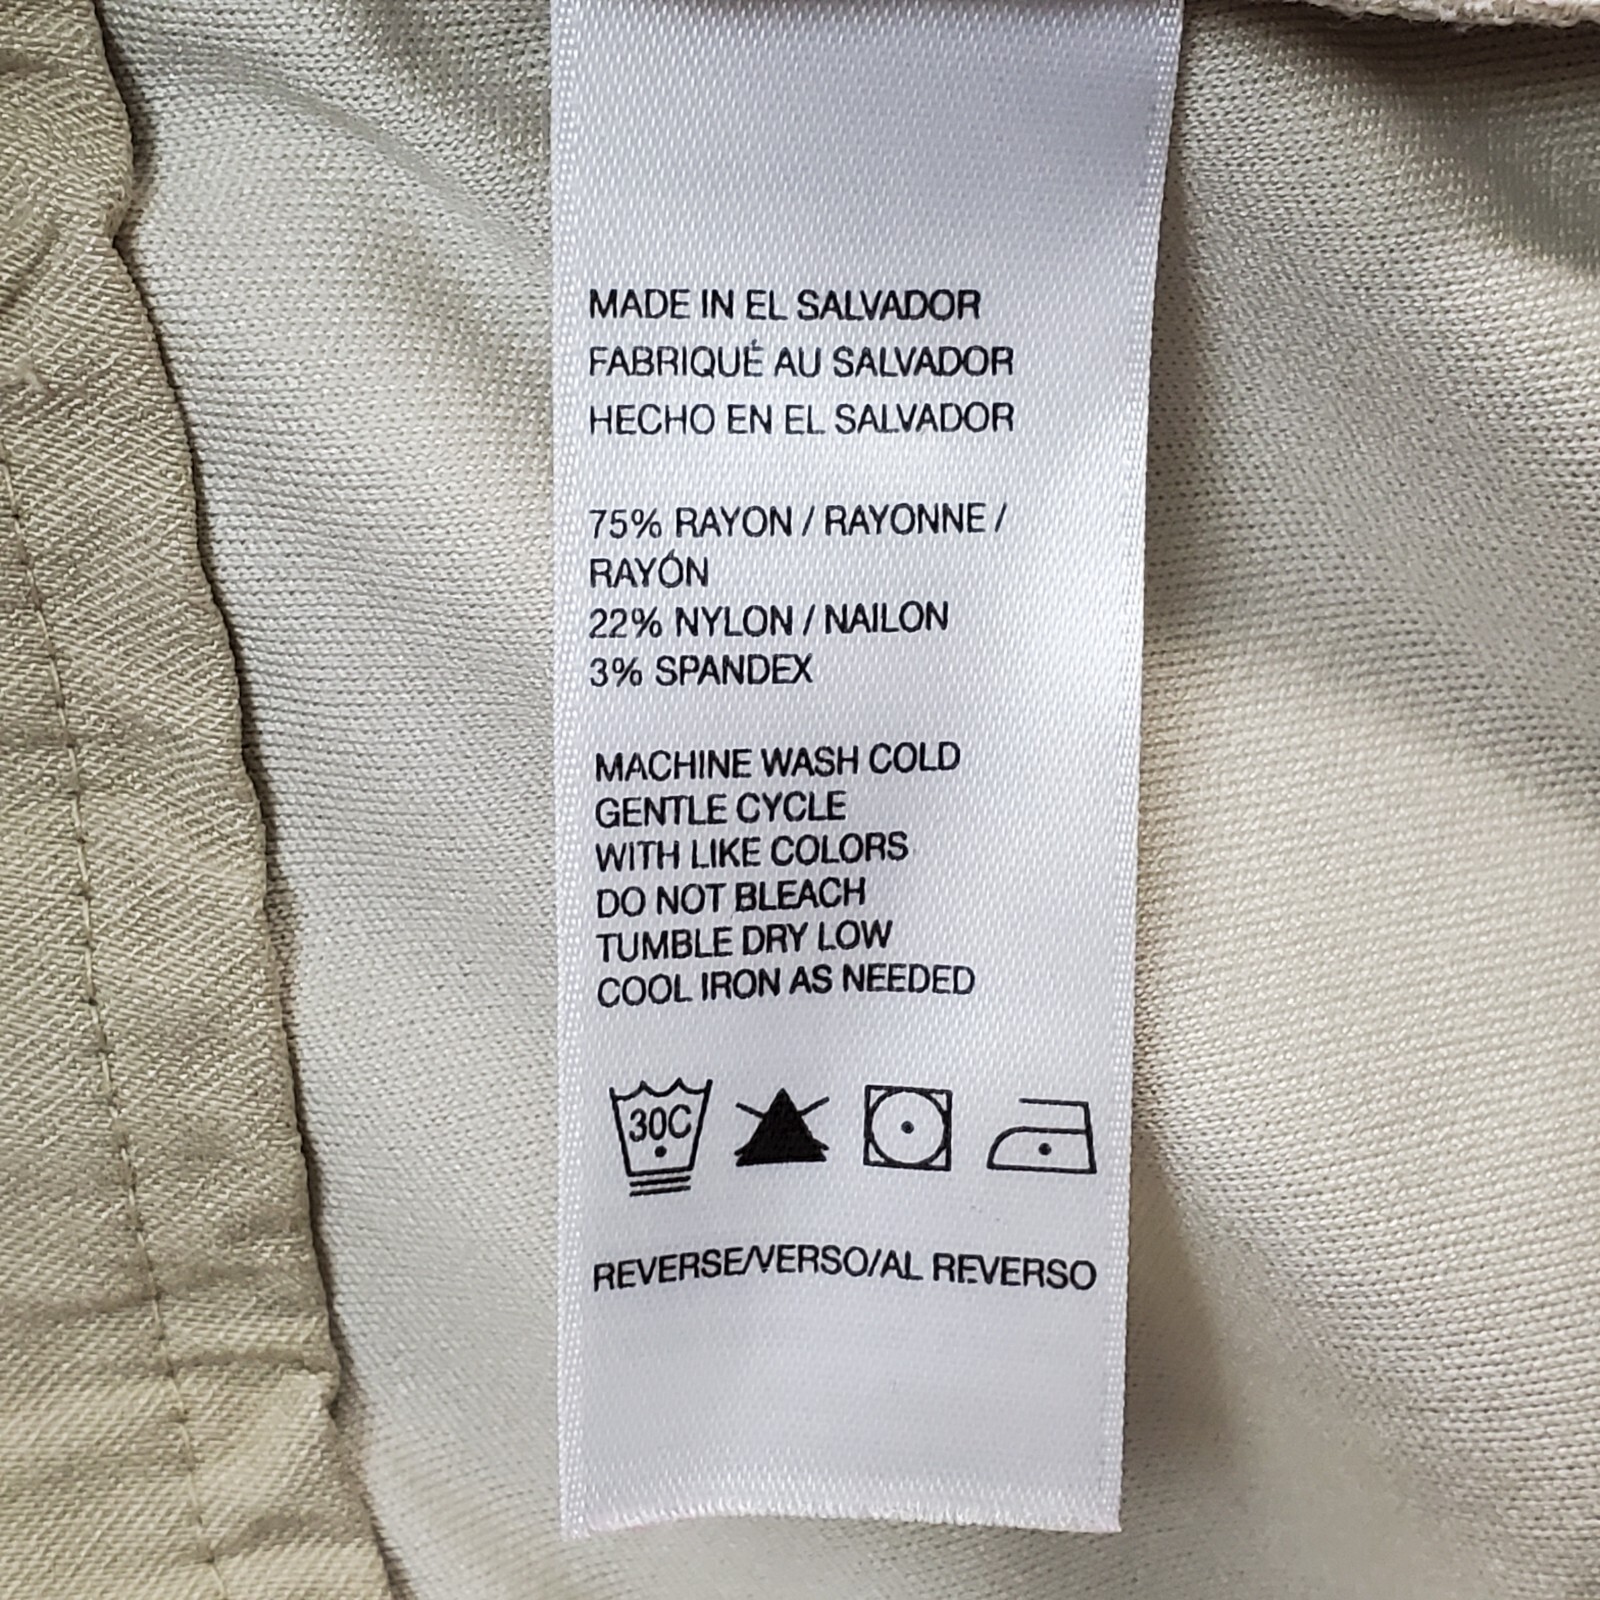 MADE IN EL SALVADOR
FABRIQUÉ AU SALVADOR
HECHO EN EL SALVADOR
75% RAYON / RAYONNE /
RAYÓN
22% NYLON / NAILON
3% SPANDEX
MACHINE WASH COLD
GENTLE CYCLE
WITH LIKE COLORS
DO NOT BLEACH
TUMBLE DRY LOW
COOL IRON AS NEEDED
30C
REVERSE/VERSO/AL REVERSO